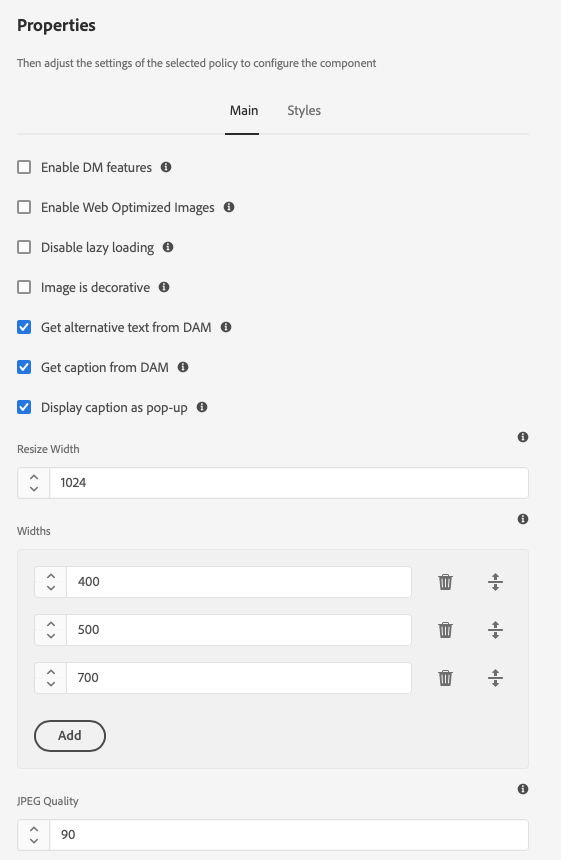 Properties
Then adjust the settings of the selected policy to configure the component
Main Styles
Enable DM features
Enable Web Optimized Images
Disable lazy loading
Image is decorative
Get alternative text from DAM
Get caption from DAM
Display caption as pop-up
Resize Width
1024
Widths
400
500
700
Add
JPEG Quality
90